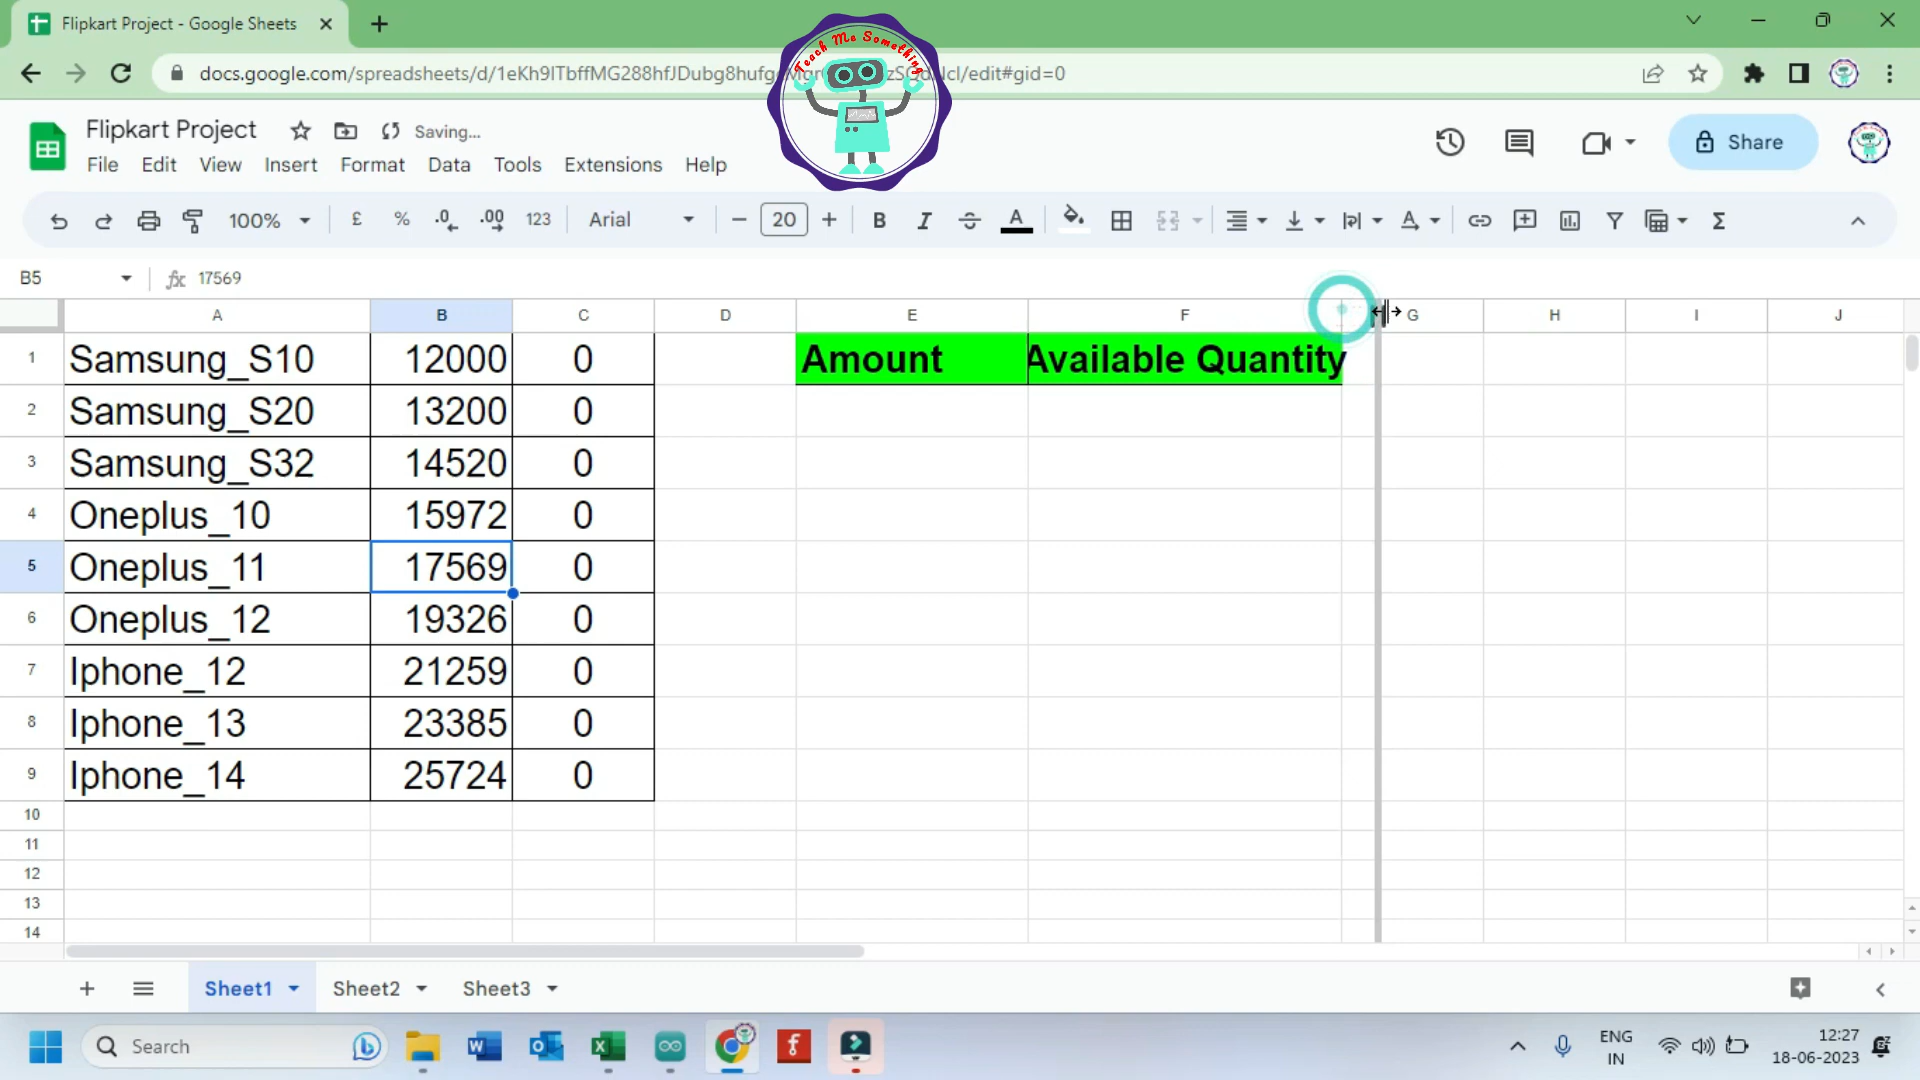 Flipkart Project - Google Sheets
docs.google.com/spreadsheets/d/
edit#gid=0
Teach Me Something
Flipkart Project
Saving...
File Edit View Insert Format Data Tools Extensions Help
Share
100% £ % .0 .00 123 Arial 20 B I A
B5 fx 17569
A B C D E F G H I J
1 Samsung_S10 12000 0 Amount Available Quantity
2 Samsung_S20 13200 0
3 Samsung_S32 14520 0
4 Oneplus_10 15972 0
5 Oneplus_11 17569 0
6 Oneplus_12 19326 0
7 Iphone_12 21259 0
8 Iphone_13 23385 0
9 Iphone_14 25724 0
10
11
12
13
14
Sheet1 Sheet2 Sheet3
Search
ENG
IN
12:27
18-06-2023